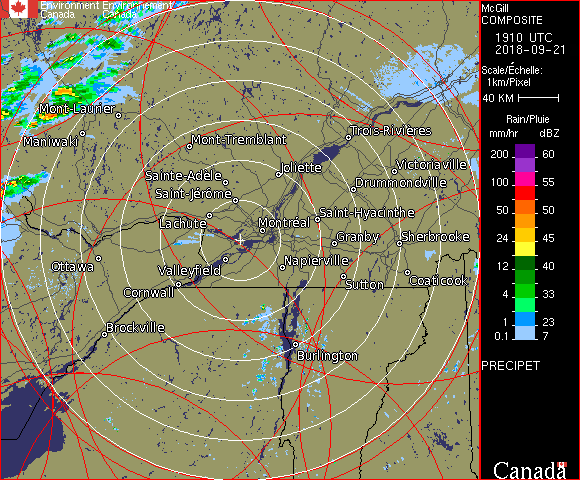 Environment Environnement
Canada Canada
McGill
COMPOSITE
1910 UTC
2018-09-21
Scale/Échelle:
1km/Pixel
40 KM
Rain/Pluie
mm/hr dBZ
200 60
100 55
50 50
24 45
12 40
4 33
1 23
0.1 7
PRECIPET
Canada
Mont-Laurier
Maniwaki
Mont-Tremblant
Trois-Rivières
Joliette
Victoriaville
Sainte-Adèle
Drummondville
Saint-Jérôme
Saint-Hyacinthe
Lachute
Montréal
Granby
Sherbrooke
Ottawa
Valleyfield
Napierville
Coaticook
Sutton
Cornwall
Brockville
Burlington